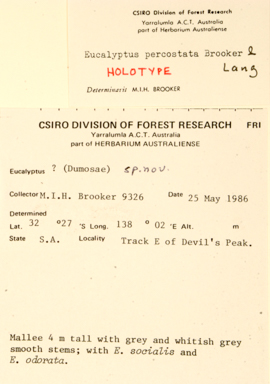 CSIRO Division of Forest Research
Yarralumla A.C.T. Australia
part of Herbarium Australiense
Eucalyptus percostata Brooker &
Lang
HOLOTYPE
Determinavit M.I.H. BROOKER
CSIRO DIVISION OF FOREST RESEARCH FRI
Yarralumla A.C.T. Australia
part of HERBARIUM AUSTRALIENSE
Eucalyptus ? (Dumosae) sp.nov.
Collector M.I.H. Brooker 9326 Date 25 May 1986
Determined
Lat. 32 °27 'S Long. 138 ° 02 'E Alt. m
State S.A. Locality Track E of Devil's Peak.
Mallee 4 m tall with grey and whitish grey
smooth stems; with E. socialis and
E. odorata.